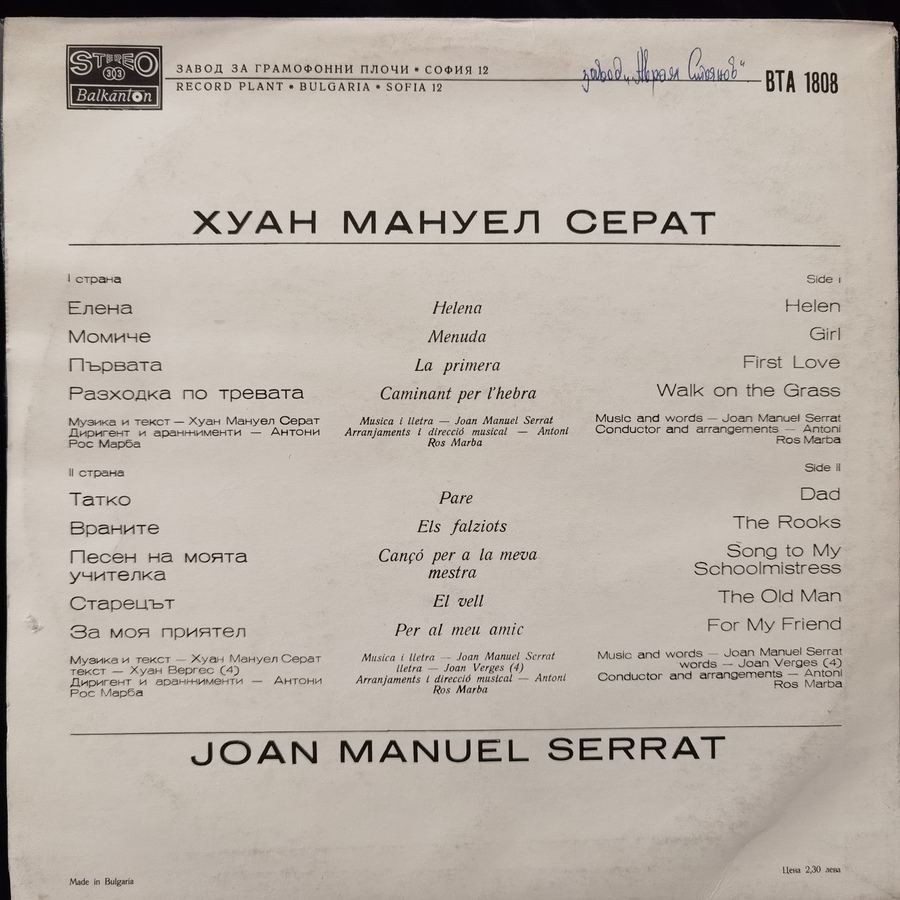 STEREO
303
Balkanton
ЗАВОД ЗА ГРАМОФОННИ ПЛОЧИ • СОФИЯ 12
RECORD PLANT • BULGARIA • SOFIA 12
завод „Аврам Стоянов"
ВТА 1808
ХУАН МАНУЕЛ СЕРАТ
I страна Side I
Елена Helena Helen
Момиче Menuda Girl
Първата La primera First Love
Разходка по тревата Caminant per l'hebra Walk on the Grass
Музика и текст — Хуан Мануел Серат Musica i lletra — Joan Manuel Serrat Music and words — Joan Manuel Serrat
Диригент и аранжименти — Антони Arranjaments i direcció musical — Antoni Conductor and arrangements — Antoni
Рос Марба Ros Marba Ros Marba
II страна Side II
Татко Pare Dad
Враните Els falziots The Rooks
Песен на моята Cançó per a la meva Song to My
учителка mestra Schoolmistress
Старецът El vell The Old Man
За моя приятел Per al meu amic For My Friend
Музика и текст — Хуан Мануел Серат Musica i lletra — Joan Manuel Serrat Music and words — Joan Manuel Serrat
текст — Хуан Вергес (4) lletra — Joan Verges (4) words — Joan Verges (4)
Диригент и аранжименти — Антони Arranjaments i direcció musical — Antoni Conductor and arrangements — Antoni
Рос Марба Ros Marba Ros Marba
JOAN MANUEL SERRAT
Made in Bulgaria Цена 2,30 лева